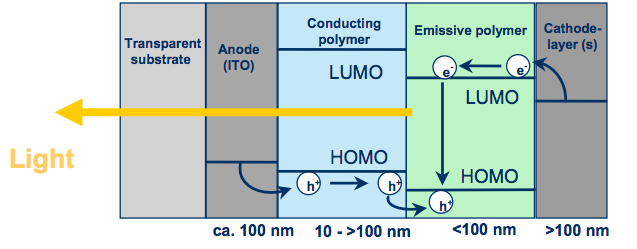 Transparent
substrate
Anode
(ITO)
Conducting
polymer
Emissive polymer
Cathode-
layer (s)
LUMO
e-
e-
LUMO
Light
HOMO
HOMO
h+
h+
h+
ca. 100 nm
10 - >100 nm
<100 nm
>100 nm